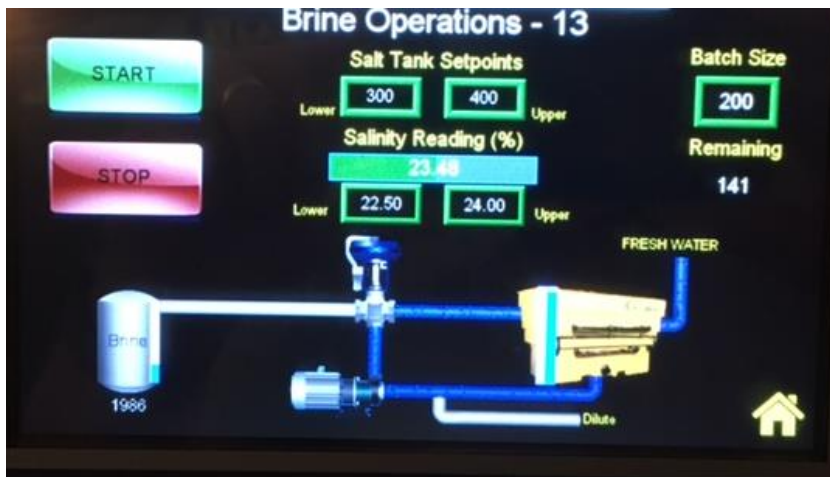 Brine Operations - 13
START
STOP
Salt Tank Setpoints
Lower 300 400 Upper
Salinity Reading (%)
23.48
Lower 22.50 24.00 Upper
Batch Size
200
Remaining
141
FRESH WATER
Brine
1986
Dilute